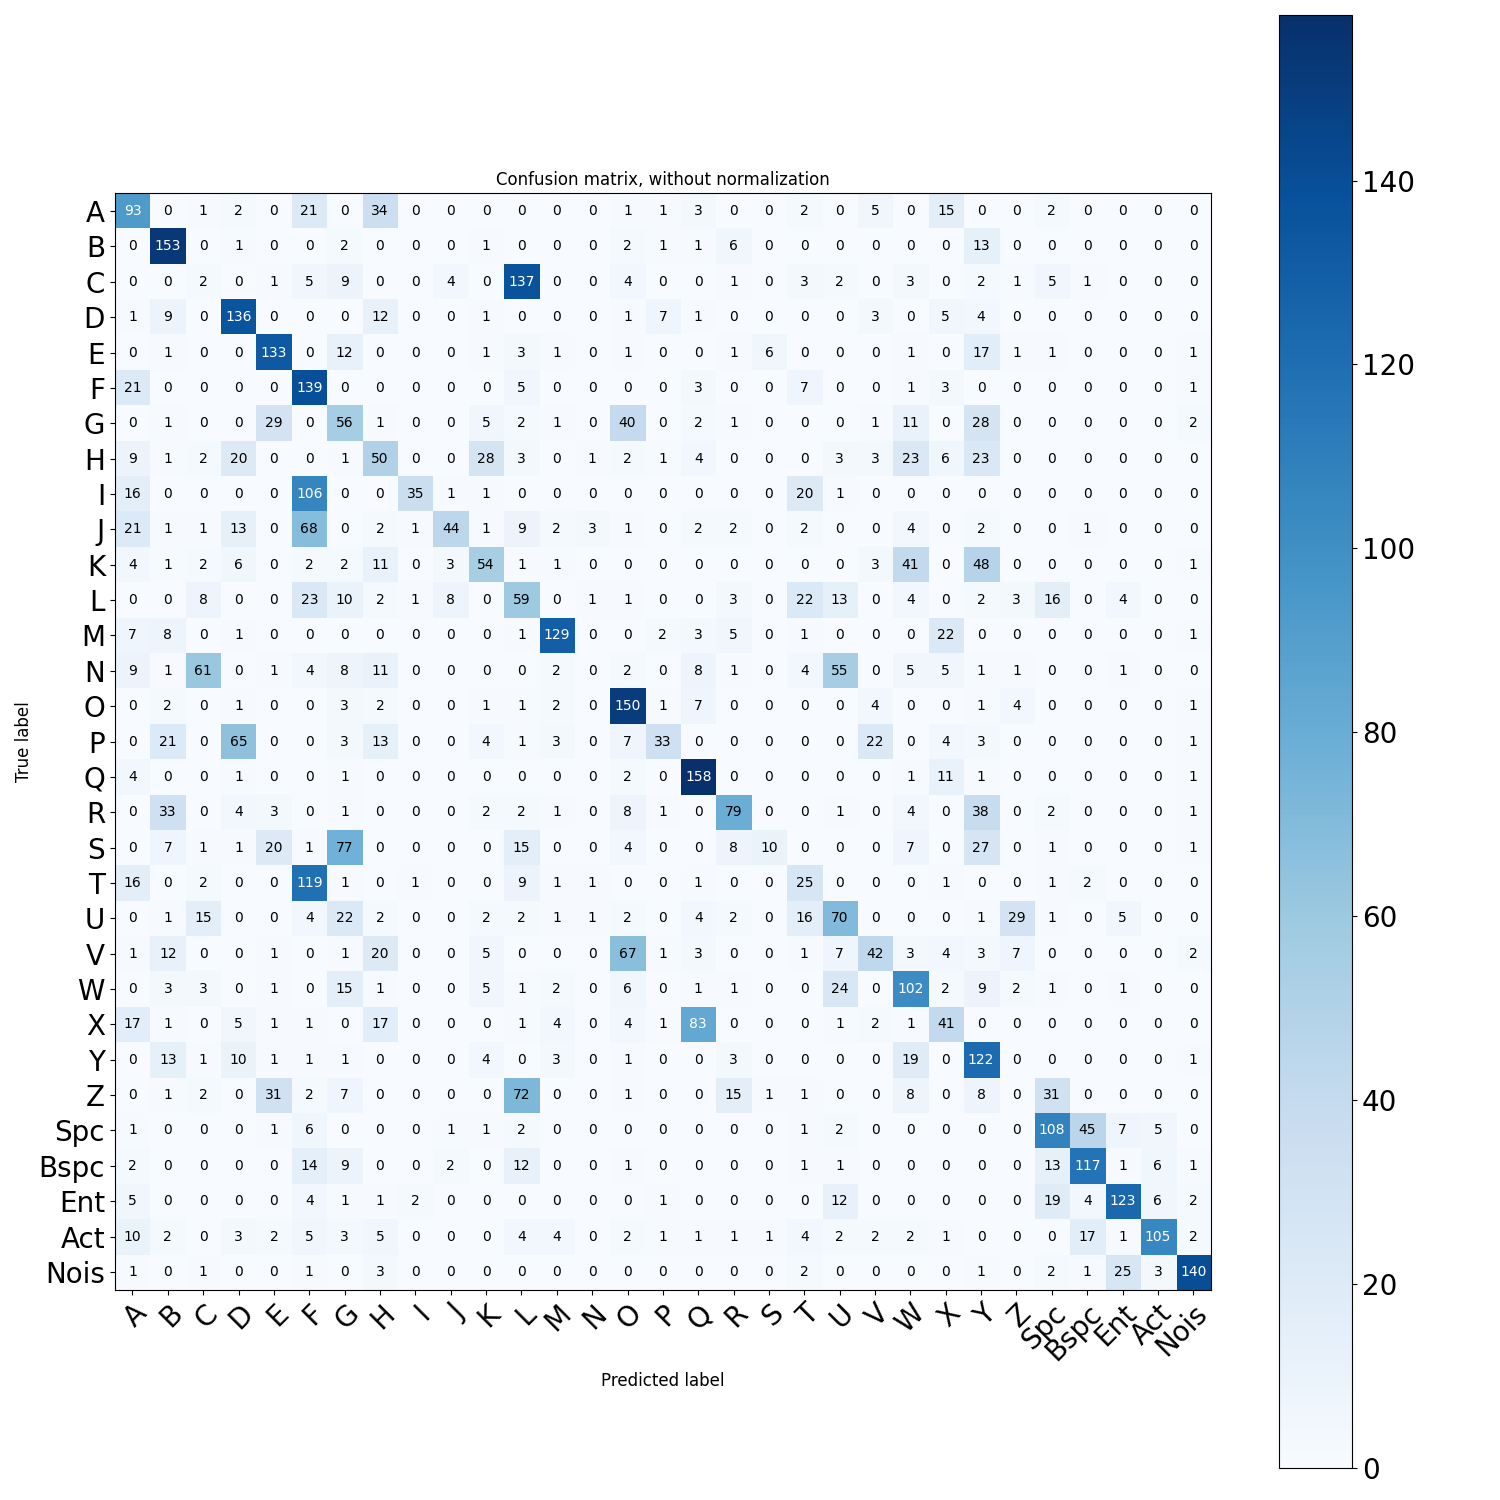 Confusion matrix, without normalization
A 93 0 1 2 0 21 0 34 0 0 0 0 0 0 1 1 3 0 0 2 0 5 0 15 0 0 2 0 0 0 0
B 0 153 0 1 0 0 2 0 0 0 1 0 0 0 2 1 1 6 0 0 0 0 0 0 13 0 0 0 0 0 0
C 0 0 2 0 1 5 9 0 0 4 0 137 0 0 4 0 0 1 0 3 2 0 3 0 2 1 5 1 0 0 0
D 1 9 0 136 0 0 0 12 0 0 1 0 0 0 1 7 1 0 0 0 0 3 0 5 4 0 0 0 0 0 0
E 0 1 0 0 133 0 12 0 0 0 1 3 1 0 1 0 0 1 6 0 0 0 1 0 17 1 1 0 0 0 1
F 21 0 0 0 0 139 0 0 0 0 0 5 0 0 0 0 3 0 0 7 0 0 1 3 0 0 0 0 0 0 1
G 0 1 0 0 29 0 56 1 0 0 5 2 1 0 40 0 2 1 0 0 0 1 11 0 28 0 0 0 0 0 2
H 9 1 2 20 0 0 1 50 0 0 28 3 0 1 2 1 4 0 0 0 3 3 23 6 23 0 0 0 0 0 0
I 16 0 0 0 0 106 0 0 35 1 1 0 0 0 0 0 0 0 0 20 1 0 0 0 0 0 0 0 0 0 0
J 21 1 1 13 0 68 0 2 1 44 1 9 2 3 1 0 2 2 0 2 0 0 4 0 2 0 0 1 0 0 0
K 4 1 2 6 0 2 2 11 0 3 54 1 1 0 0 0 0 0 0 0 0 3 41 0 48 0 0 0 0 0 1
L 0 0 8 0 0 23 10 2 1 8 0 59 0 1 1 0 0 3 0 22 13 0 4 0 2 3 16 0 4 0 0
M 7 8 0 1 0 0 0 0 0 0 0 1 129 0 0 2 3 5 0 1 0 0 0 22 0 0 0 0 0 0 1
N 9 1 61 0 1 4 8 11 0 0 0 0 2 0 2 0 8 1 0 4 55 0 5 5 1 1 0 0 1 0 0
O 0 2 0 1 0 0 3 2 0 0 1 1 2 0 150 1 7 0 0 0 0 4 0 0 1 4 0 0 0 0 1
P 0 21 0 65 0 0 3 13 0 0 4 1 3 0 7 33 0 0 0 0 0 22 0 4 3 0 0 0 0 0 1
Q 4 0 0 1 0 0 1 0 0 0 0 0 0 0 2 0 158 0 0 0 0 0 1 11 1 0 0 0 0 0 1
R 0 33 0 4 3 0 1 0 0 0 2 2 1 0 8 1 0 79 0 0 1 0 4 0 38 0 2 0 0 0 1
S 0 7 1 1 20 1 77 0 0 0 0 15 0 0 4 0 0 8 10 0 0 0 7 0 27 0 1 0 0 0 1
T 16 0 2 0 0 119 1 0 1 0 0 9 1 1 0 0 1 0 0 25 0 0 0 1 0 0 1 2 0 0 0
U 0 1 15 0 0 4 22 2 0 0 2 2 1 1 2 0 4 2 0 16 70 0 0 0 1 29 1 0 5 0 0
V 1 12 0 0 1 0 1 20 0 0 5 0 0 0 67 1 3 0 0 1 7 42 3 4 3 7 0 0 0 0 2
W 0 3 3 0 1 0 15 1 0 0 5 1 2 0 6 0 1 1 0 0 24 0 102 2 9 2 1 0 1 0 0
X 17 1 0 5 1 1 0 17 0 0 0 1 4 0 4 1 83 0 0 0 1 2 1 41 0 0 0 0 0 0 0
Y 0 13 1 10 1 1 1 0 0 0 4 0 3 0 1 0 0 3 0 0 0 0 19 0 122 0 0 0 0 0 1
Z 0 1 2 0 31 2 7 0 0 0 0 72 0 0 1 0 0 15 1 1 0 0 8 0 8 0 31 0 0 0 0
Spc 1 0 0 0 1 6 0 0 0 1 1 2 0 0 0 0 0 0 0 1 2 0 0 0 0 0 108 45 7 5 0
Bspc 2 0 0 0 0 14 9 0 0 2 0 12 0 0 1 0 0 0 0 1 1 0 0 0 0 0 13 117 1 6 1
Ent 5 0 0 0 0 4 1 1 2 0 0 0 0 0 0 1 0 0 0 0 12 0 0 0 0 0 19 4 123 6 2
Act 10 2 0 3 2 5 3 5 0 0 0 4 4 0 2 1 1 1 1 4 2 2 2 1 0 0 0 17 1 105 2
Nois 1 0 1 0 0 1 0 3 0 0 0 0 0 0 0 0 0 0 0 2 0 0 0 0 1 0 2 1 25 3 140
A B C D E F G H I J K L M N O P Q R S T U V W X Y Z Spc Bspc Ent Act Nois
Predicted label
True label
140
120
100
80
60
40
20
0